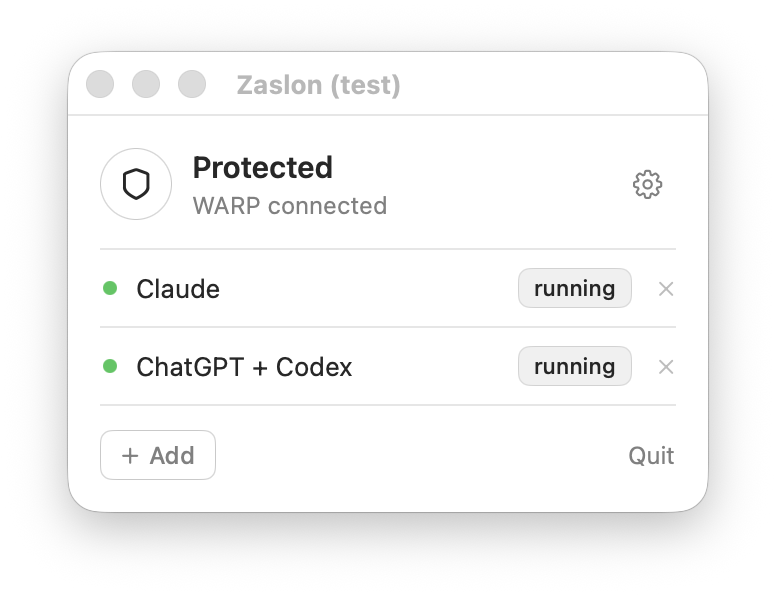 Zaslon (test)
Protected
WARP connected
Claude running
ChatGPT + Codex running
+ Add Quit